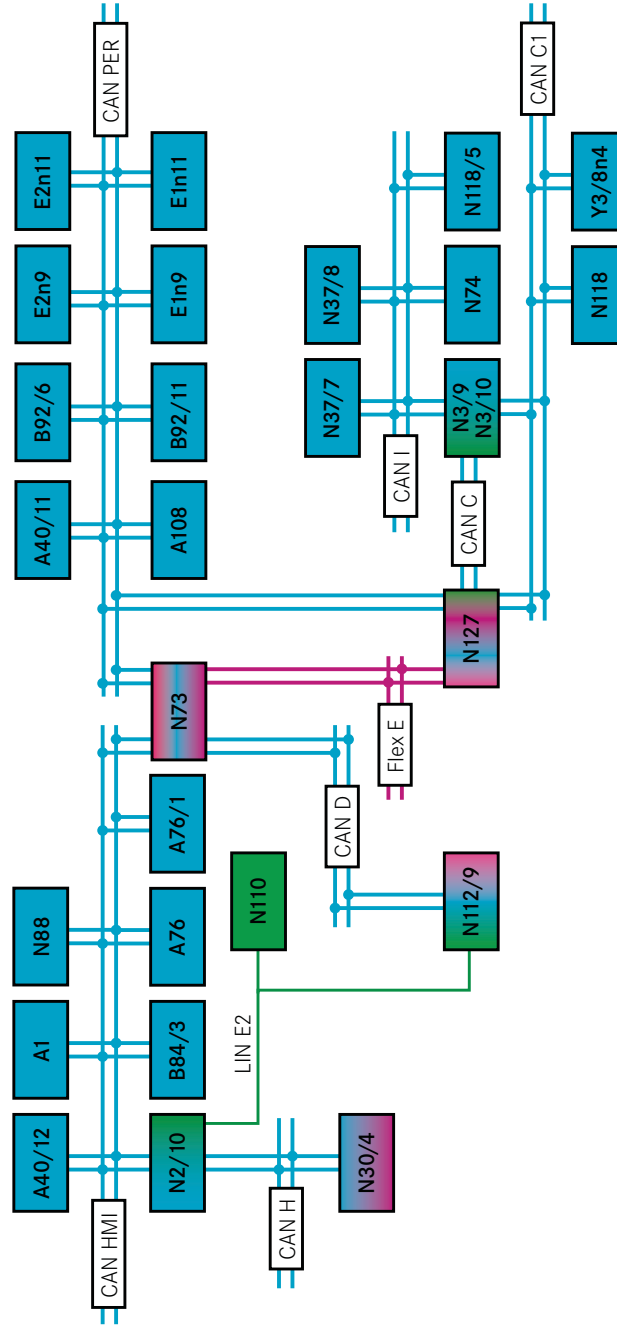 A40/12
A1
N88
A40/11
B92/6
E2n9
E2n11
CAN HMI
CAN PER
N2/10
B84/3
A76
A76/1
N73
A108
B92/11
E1n9
E1n11
LIN E2
N110
CAN H
CAN D
N37/7
N37/8
N30/4
Flex E
CAN I
N112/9
N127
CAN C
N3/9
N3/10
N74
N118/5
CAN C1
N118
Y3/8n4